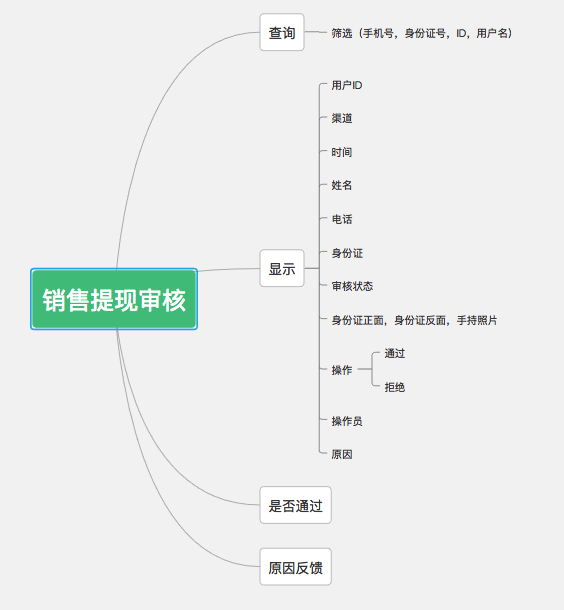 查询
筛选（手机号，身份证号，ID，用户名）
用户ID
渠道
时间
姓名
电话
显示
身份证
审核状态
销售提现审核
身份证正面，身份证反面，手持照片
通过
操作
拒绝
操作员
原因
是否通过
原因反馈